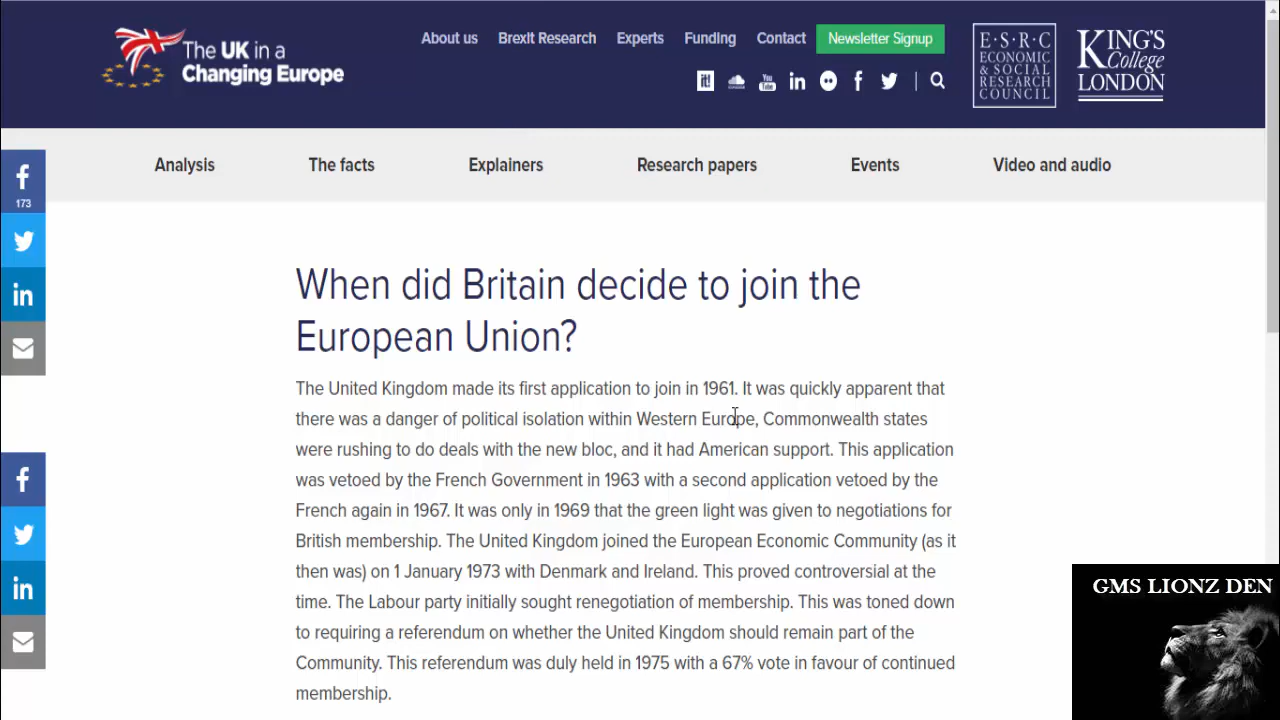 The UK in a
Changing Europe
About us Brexit Research Experts Funding Contact Newsletter Signup
it! You Tube in f
E·S·R·C
ECONOMIC
& SOCIAL
RESEARCH
COUNCIL
KING'S
College
LONDON
Analysis The facts Explainers Research papers Events Video and audio
f
173
in
When did Britain decide to join the
European Union?
The United Kingdom made its first application to join in 1961. It was quickly apparent that
there was a danger of political isolation within Western Europe, Commonwealth states
were rushing to do deals with the new bloc, and it had American support. This application
was vetoed by the French Government in 1963 with a second application vetoed by the
French again in 1967. It was only in 1969 that the green light was given to negotiations for
British membership. The United Kingdom joined the European Economic Community (as it
then was) on 1 January 1973 with Denmark and Ireland. This proved controversial at the
time. The Labour party initially sought renegotiation of membership. This was toned down
to requiring a referendum on whether the United Kingdom should remain part of the
Community. This referendum was duly held in 1975 with a 67% vote in favour of continued
membership.
f
in
GMS LIONZ DEN